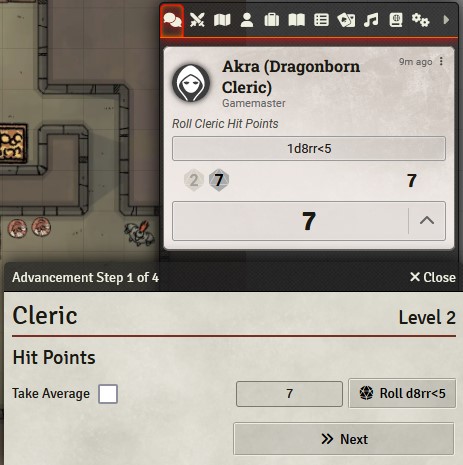 Akra (Dragonborn
Cleric)
9m ago
Gamemaster
Roll Cleric Hit Points
1d8rr<5
2 7 7
7
Advancement Step 1 of 4
Close
Cleric
Level 2
Hit Points
Take Average
7
Roll d8rr<5
Next